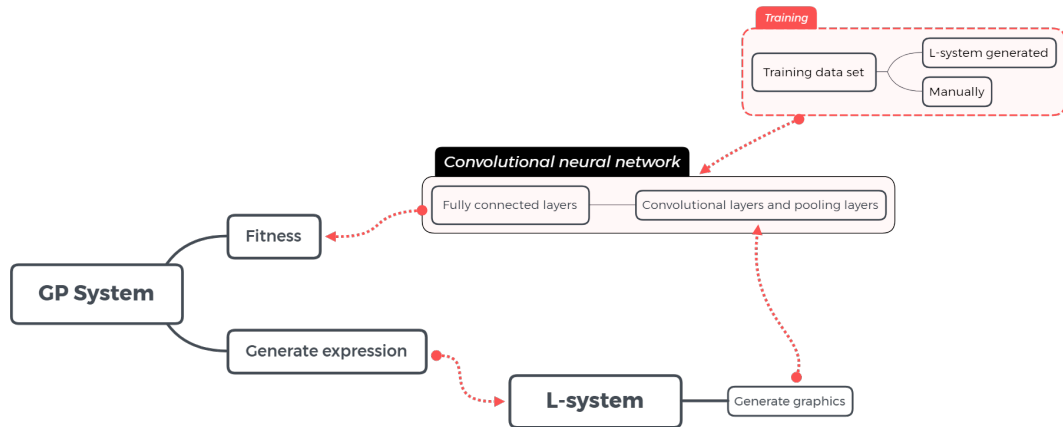 Training
L-system generated
Training data set
Manually
Convolutional neural network
Fully connected layers
Convolutional layers and pooling layers
Fitness
GP System
Generate expression
L-system
Generate graphics